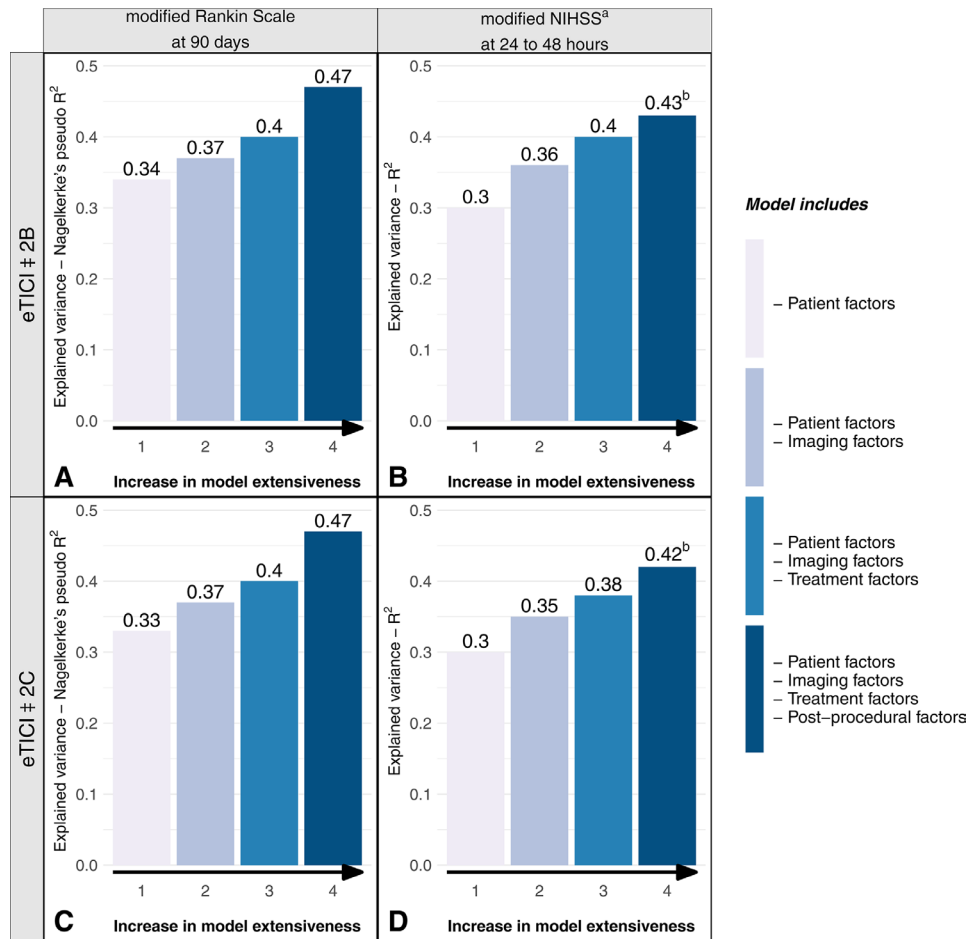 modified Rankin Scale
at 90 days
modified NIHSSᵃ
at 24 to 48 hours
eTICI ‡ 2B
Explained variance – Nagelkerke's pseudo R²
0.5
0.4
0.3
0.2
0.1
0.0
0.34
0.37
0.4
0.47
1
2
3
4
A
Increase in model extensiveness
Explained variance – R²
0.5
0.4
0.3
0.2
0.1
0.0
0.3
0.36
0.4
0.43ᵇ
1
2
3
4
B
Increase in model extensiveness
eTICI ‡ 2C
Explained variance – Nagelkerke's pseudo R²
0.5
0.4
0.3
0.2
0.1
0.0
0.33
0.37
0.4
0.47
1
2
3
4
C
Increase in model extensiveness
Explained variance – R²
0.5
0.4
0.3
0.2
0.1
0.0
0.3
0.35
0.38
0.42ᵇ
1
2
3
4
D
Increase in model extensiveness
Model includes
– Patient factors
– Patient factors
– Imaging factors
– Patient factors
– Imaging factors
– Treatment factors
– Patient factors
– Imaging factors
– Treatment factors
– Post–procedural factors